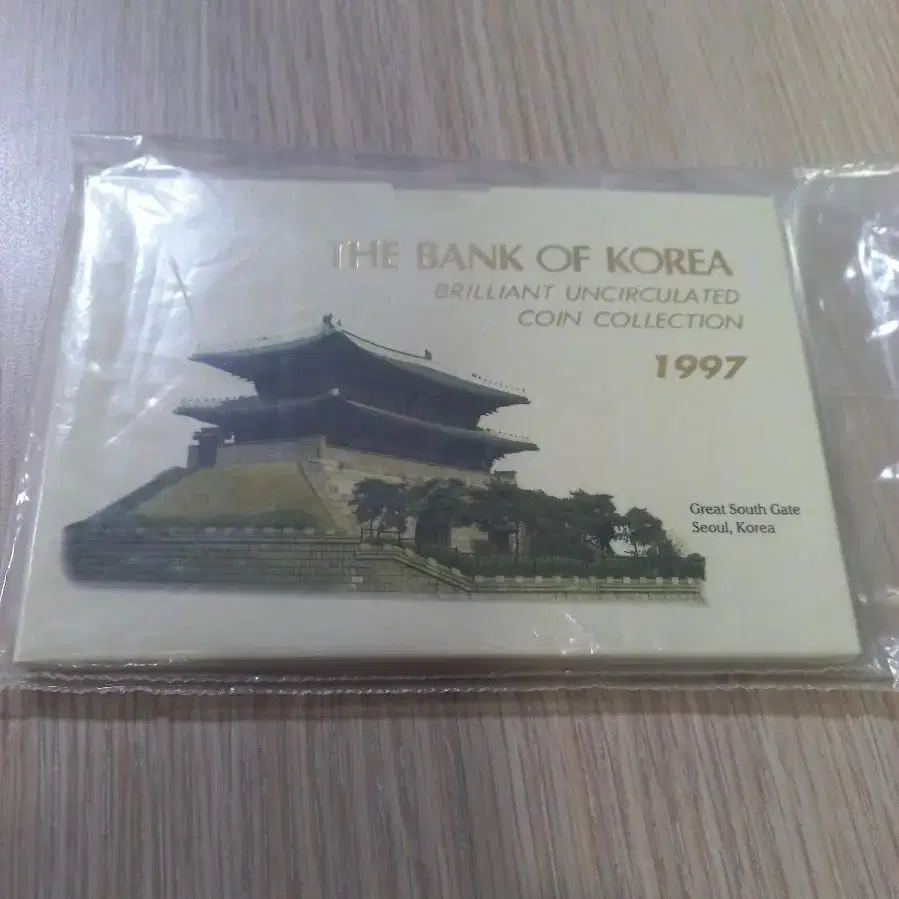 THE BANK OF KOREA
BRILLIANT UNCIRCULATED
COIN COLLECTION
1997
Great South Gate
Seoul, Korea